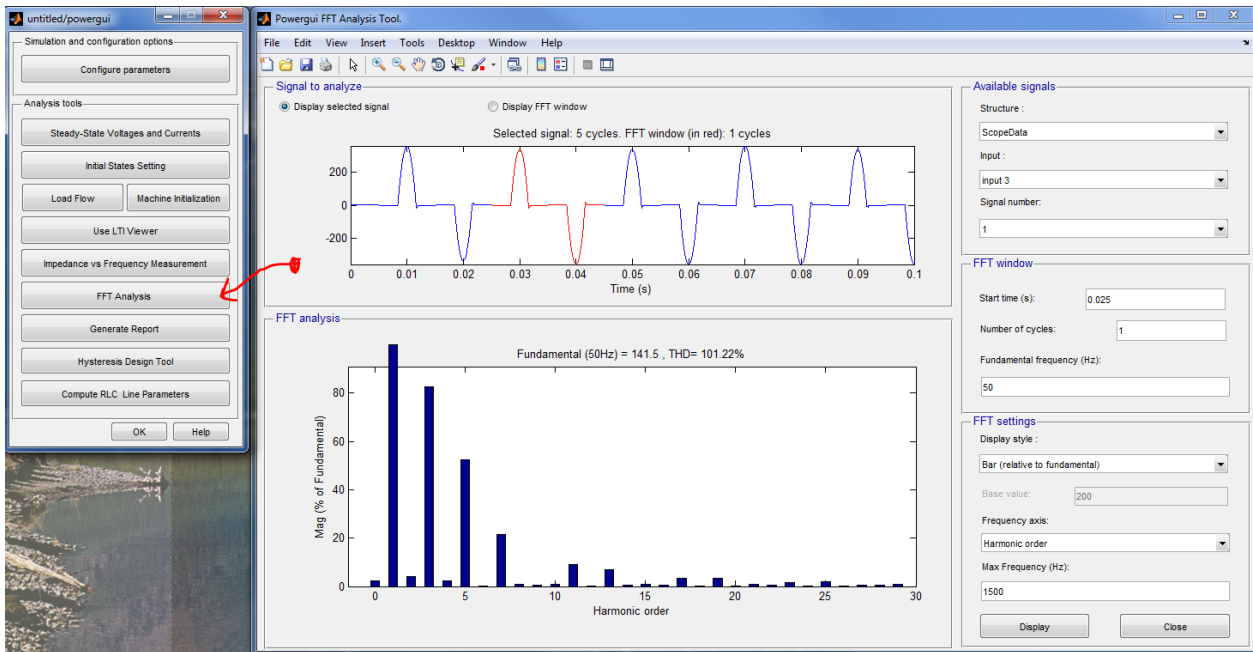 untitled/powergui
Simulation and configuration options
Configure parameters
Analysis tools
Steady-State Voltages and Currents
Initial States Setting
Load Flow
Machine Initialization
Use LTI Viewer
Impedance vs Frequency Measurement
FFT Analysis
Generate Report
Hysteresis Design Tool
Compute RLC Line Parameters
OK
Help
Powergui FFT Analysis Tool.
File Edit View Insert Tools Desktop Window Help
Signal to analyze
Display selected signal
Display FFT window
Selected signal: 5 cycles. FFT window (in red): 1 cycles
200
0
-200
0 0.01 0.02 0.03 0.04 0.05 0.06 0.07 0.08 0.09 0.1
Time (s)
FFT analysis
Fundamental (50Hz) = 141.5 , THD= 101.22%
Mag (% of Fundamental)
80
60
40
20
0
0 5 10 15 20 25 30
Harmonic order
Available signals
Structure :
ScopeData
Input :
input 3
Signal number:
1
FFT window
Start time (s):
0.025
Number of cycles:
1
Fundamental frequency (Hz):
50
FFT settings
Display style :
Bar (relative to fundamental)
Base value:
200
Frequency axis:
Harmonic order
Max Frequency (Hz):
1500
Display
Close